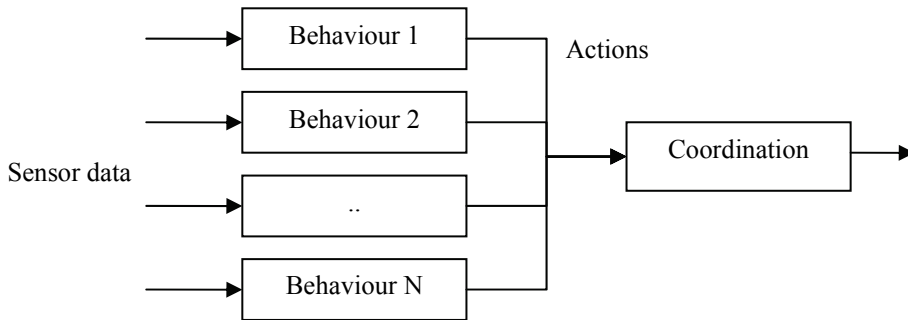 Behaviour 1
Actions
Behaviour 2
Coordination
Sensor data
..
Behaviour N